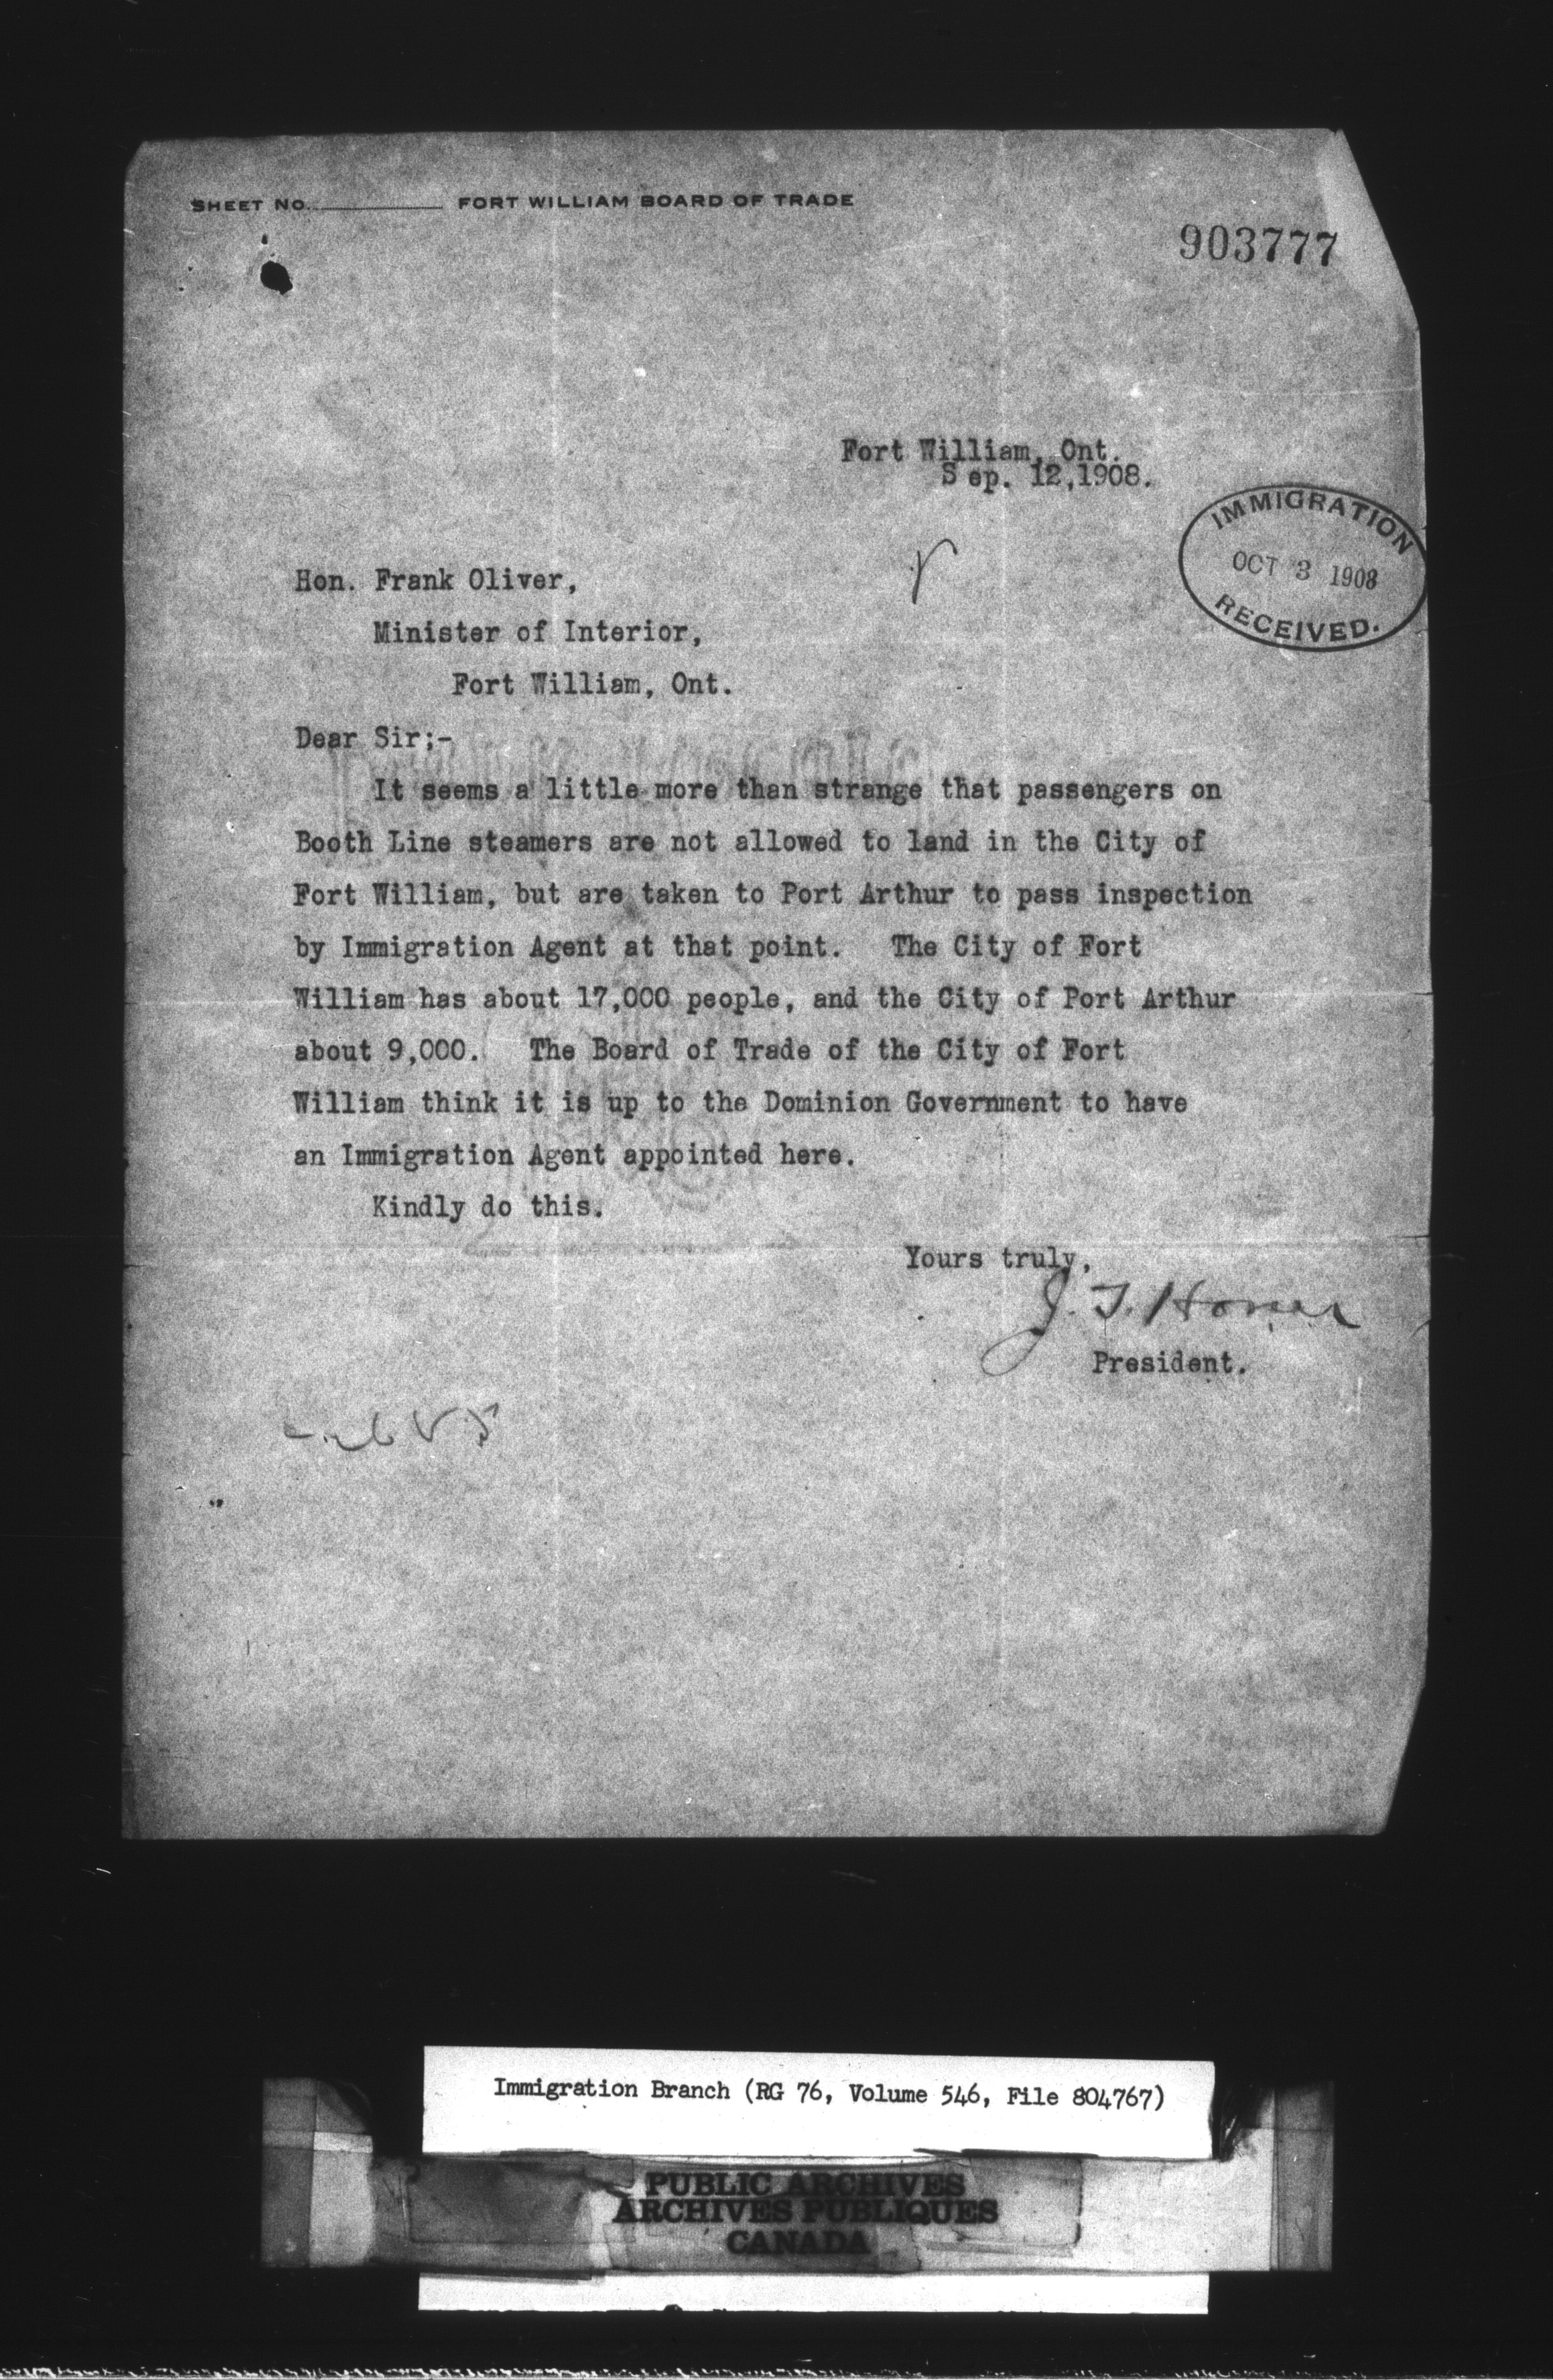 SHEET NO. FORT WILLIAM BOARD OF TRADE
903777
Fort William, Ont.
Sep. 12,1908.
IMMIGRATION
OCT 3 1908
RECEIVED.
Hon. Frank Oliver,
Minister of Interior,
Fort William, Ont.
Dear Sir;-
It seems a little more than strange that passengers on
Booth Line steamers are not allowed to land in the City of
Fort William, but are taken to Port Arthur to pass inspection
by Immigration Agent at that point. The City of Fort
William has about 17,000 people, and the City of Port Arthur
about 9,000. The Board of Trade of the City of Fort
William think it is up to the Dominion Government to have
an Immigration Agent appointed here.
Kindly do this.
Yours truly,
J. T. Horner
President.
Immigration Branch (RG 76, Volume 546, File 804767)
PUBLIC ARCHIVES
ARCHIVES PUBLIQUES
CANADA